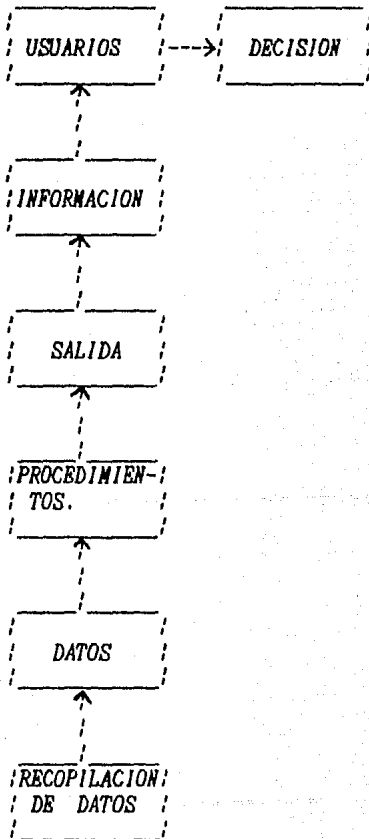 USUARIOS
DECISION
INFORMACION
SALIDA
PROCEDIMIEN-
TOS.
DATOS
RECOPILACION
DE DATOS